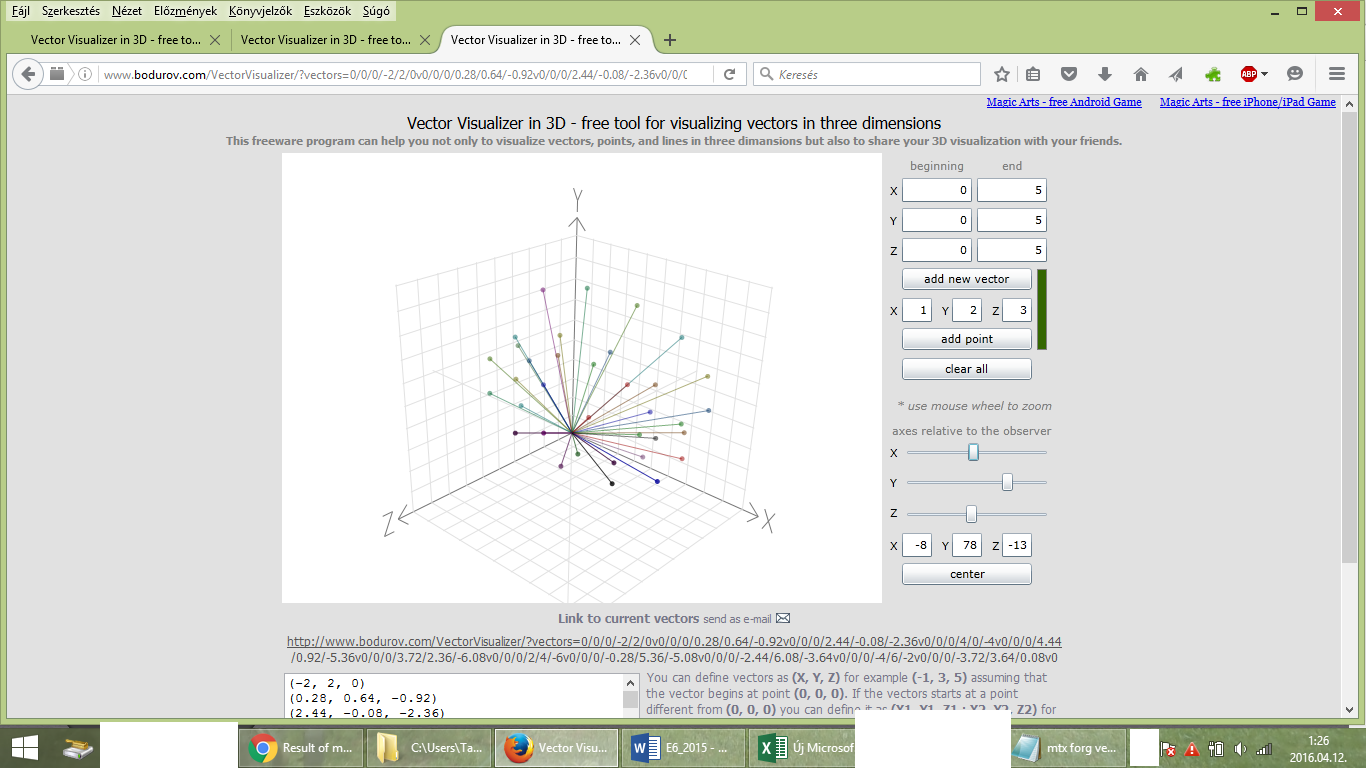 Fájl Szerkesztés Nézet Előzmények Könyvjelzők Eszközök Súgó
Vector Visualizer in 3D - free to... Vector Visualizer in 3D - free to... Vector Visualizer in 3D - free to...
www.bodurov.com/VectorVisualizer/?vectors=0/0/0/-2/2/0v0/0/0/0.28/0.64/-0.92v0/0/0/2.44/-0.08/-2.36v0/0/0 Keresés ABP
Magic Arts - free Android Game Magic Arts - free iPhone/iPad Game
Vector Visualizer in 3D - free tool for visualizing vectors in three dimensions
This freeware program can help you not only to visualize vectors, points, and lines in three dimansions but also to share your 3D visualization with your friends.
Y
Z
X
beginning end
X 0 5
Y 0 5
Z 0 5
add new vector
X 1 Y 2 Z 3
add point
clear all
* use mouse wheel to zoom
axes relative to the observer
X
Y
Z
X -8 Y 78 Z -13
center
Link to current vectors send as e-mail
http://www.bodurov.com/VectorVisualizer/?vectors=0/0/0/-2/2/0v0/0/0/0.28/0.64/-0.92v0/0/0/2.44/-0.08/-2.36v0/0/0/4/0/-4v0/0/0/4.44
/0.92/-5.36v0/0/0/3.72/2.36/-6.08v0/0/0/2/4/-6v0/0/0/-0.28/5.36/-5.08v0/0/0/-2.44/6.08/-3.64v0/0/0/-4/6/-2v0/0/0/-3.72/3.64/0.08v0
(-2, 2, 0)
(0.28, 0.64, -0.92)
(2.44, -0.08, -2.36)
You can define vectors as (X, Y, Z) for example (-1, 3, 5) assuming that
the vector begins at point (0, 0, 0). If the vectors starts at a point
different from (0, 0, 0) you can define it as (X1, Y1, Z1 ; X2, Y2, Z2) for
Result of m... C:\Users\Ta... Vector Visu... E6_2015 - ... Új Microsof mtx forg ve...
1:26
2016.04.12.